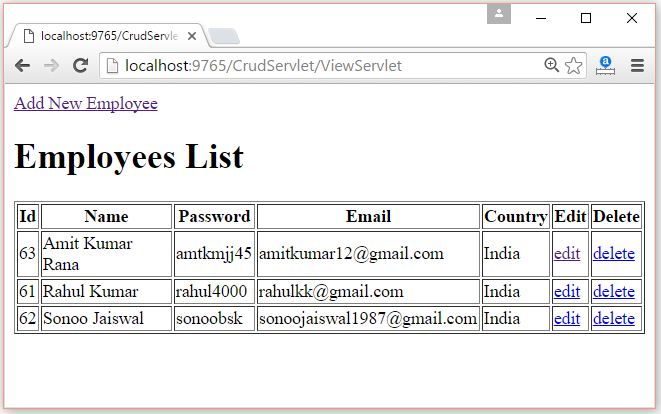 localhost:9765/CrudServle
localhost:9765/CrudServlet/ViewServlet
a
Add New Employee
Employees List
Id Name Password Email Country Edit Delete
63 Amit Kumar Rana amtkmjj45 amitkumar12@gmail.com India edit delete
61 Rahul Kumar rahul4000 rahulkk@gmail.com India edit delete
62 Sonoo Jaiswal sonoobsk sonoojaiswal1987@gmail.com India edit delete